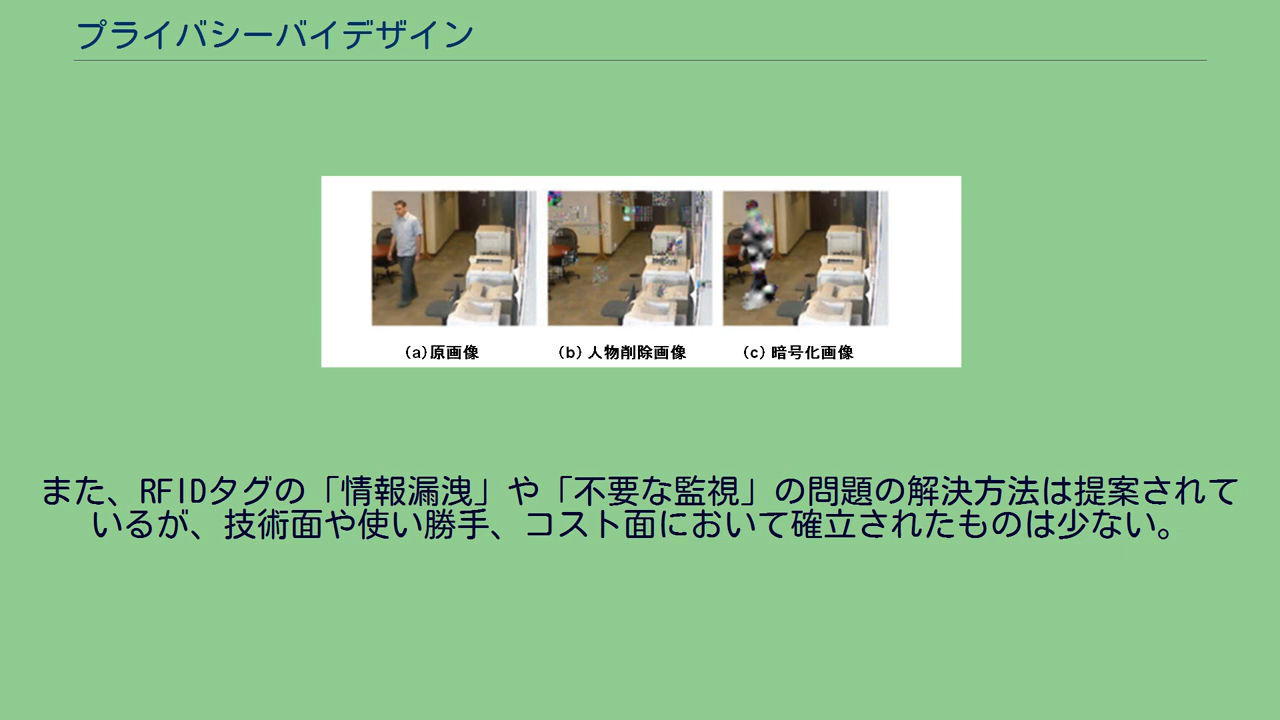 プライバシーバイデザイン
(a)原画像
(b) 人物削除画像
(c) 暗号化画像
また、RFIDタグの「情報漏洩」や「不要な監視」の問題の解決方法は提案されて
いるが、技術面や使い勝手、コスト面において確立されたものは少ない。